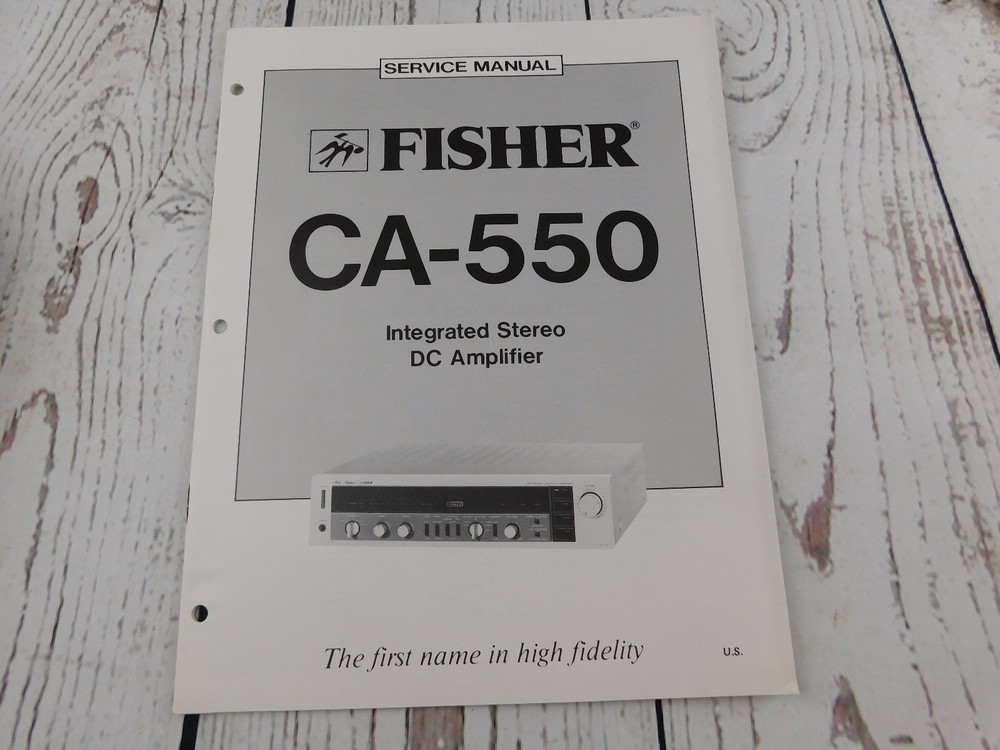 SERVICE MANUAL
FISHER®
CA-550
Integrated Stereo
DC Amplifier
The first name in high fidelity
U.S.